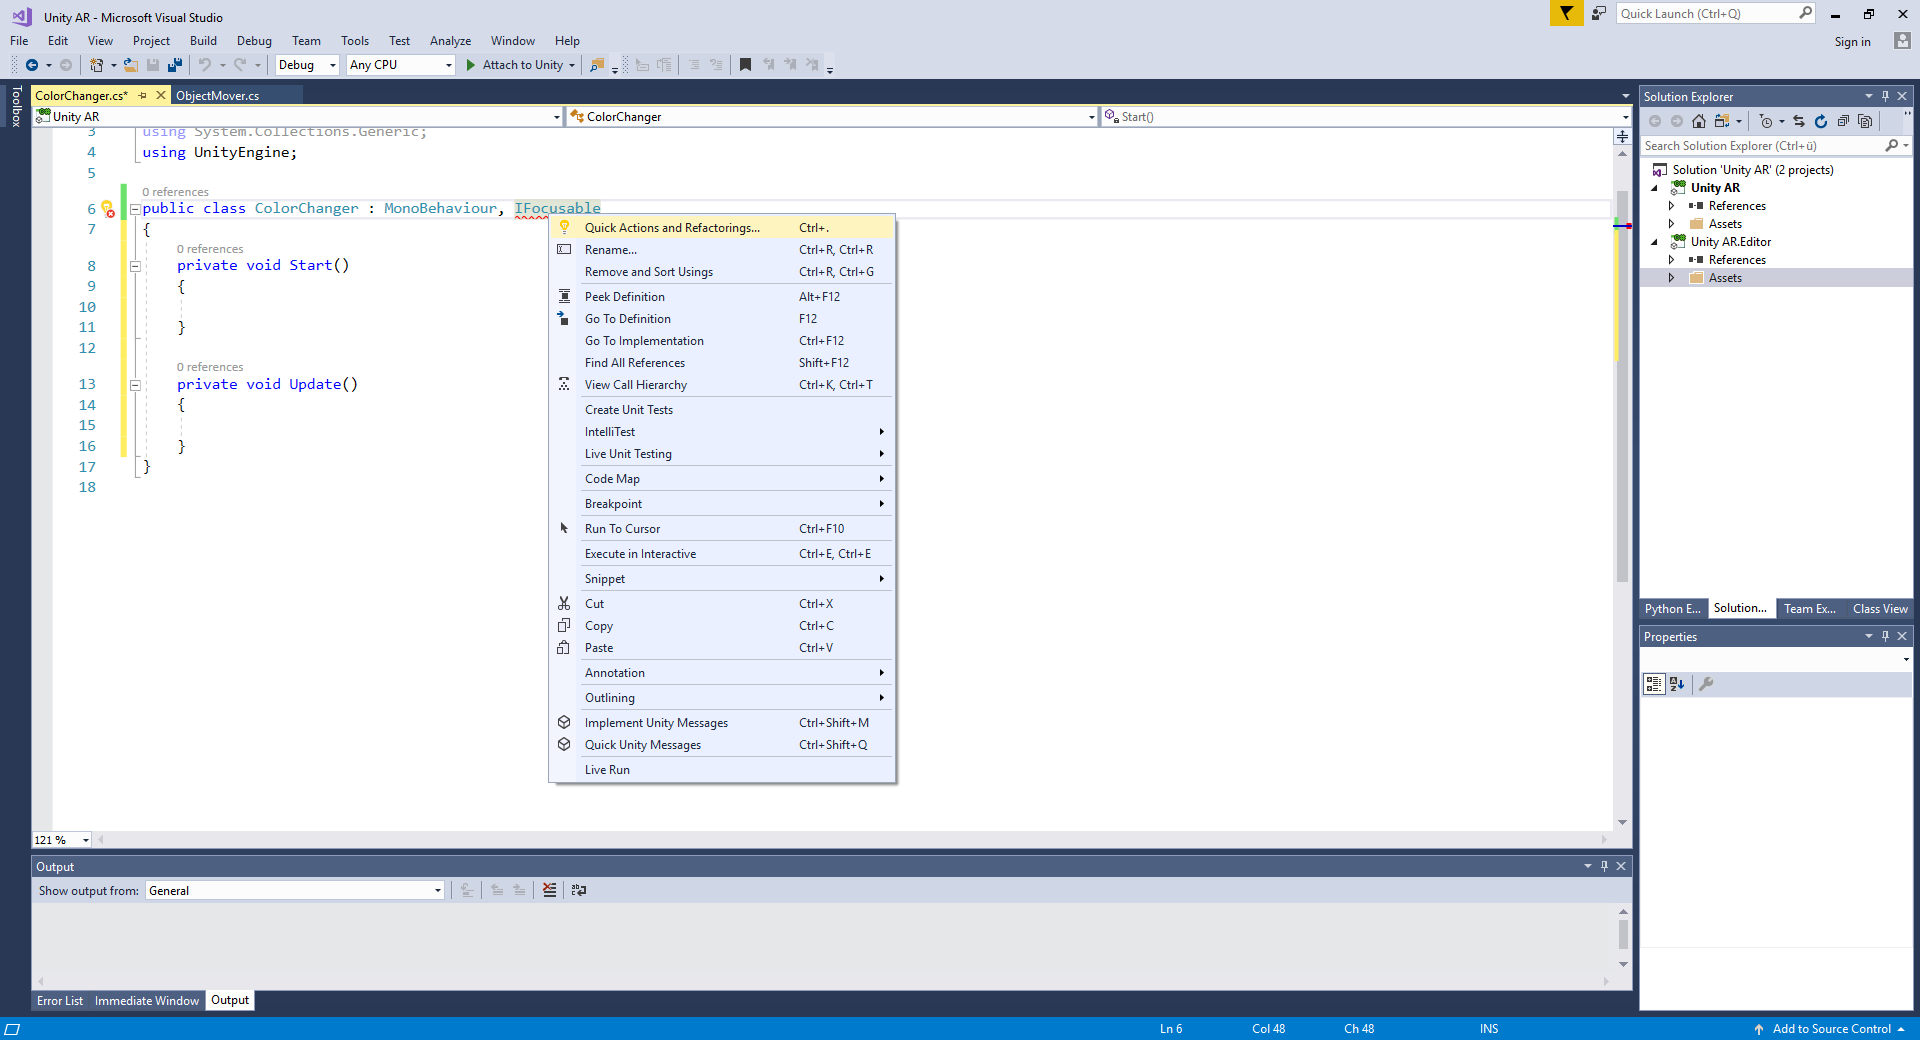 Unity AR - Microsoft Visual Studio
Quick Launch (Ctrl+Q)
File Edit View Project Build Debug Team Tools Test Analyze Window Help
Sign in
Debug Any CPU Attach to Unity
Toolbox
ColorChanger.cs* ObjectMover.cs
Unity AR ColorChanger Start()
3 using System.Collections.Generic;
4 using UnityEngine;
5
0 references
6 public class ColorChanger : MonoBehaviour, IFocusable
7 {
0 references
8 private void Start()
9 {
10
11 }
12
0 references
13 private void Update()
14 {
15
16 }
17 }
18
Quick Actions and Refactorings... Ctrl+.
Rename... Ctrl+R, Ctrl+R
Remove and Sort Usings Ctrl+R, Ctrl+G
Peek Definition Alt+F12
Go To Definition F12
Go To Implementation Ctrl+F12
Find All References Shift+F12
View Call Hierarchy Ctrl+K, Ctrl+T
Create Unit Tests
IntelliTest
Live Unit Testing
Code Map
Breakpoint
Run To Cursor Ctrl+F10
Execute in Interactive Ctrl+E, Ctrl+E
Snippet
Cut Ctrl+X
Copy Ctrl+C
Paste Ctrl+V
Annotation
Outlining
Implement Unity Messages Ctrl+Shift+M
Quick Unity Messages Ctrl+Shift+Q
Live Run
121 %
Output
Show output from: General
Error List Immediate Window Output
Solution Explorer
Search Solution Explorer (Ctrl+ü)
Solution 'Unity AR' (2 projects)
Unity AR
References
Assets
Unity AR.Editor
References
Assets
Python E... Solution... Team Ex... Class View
Properties
Ln 6 Col 48 Ch 48 INS Add to Source Control